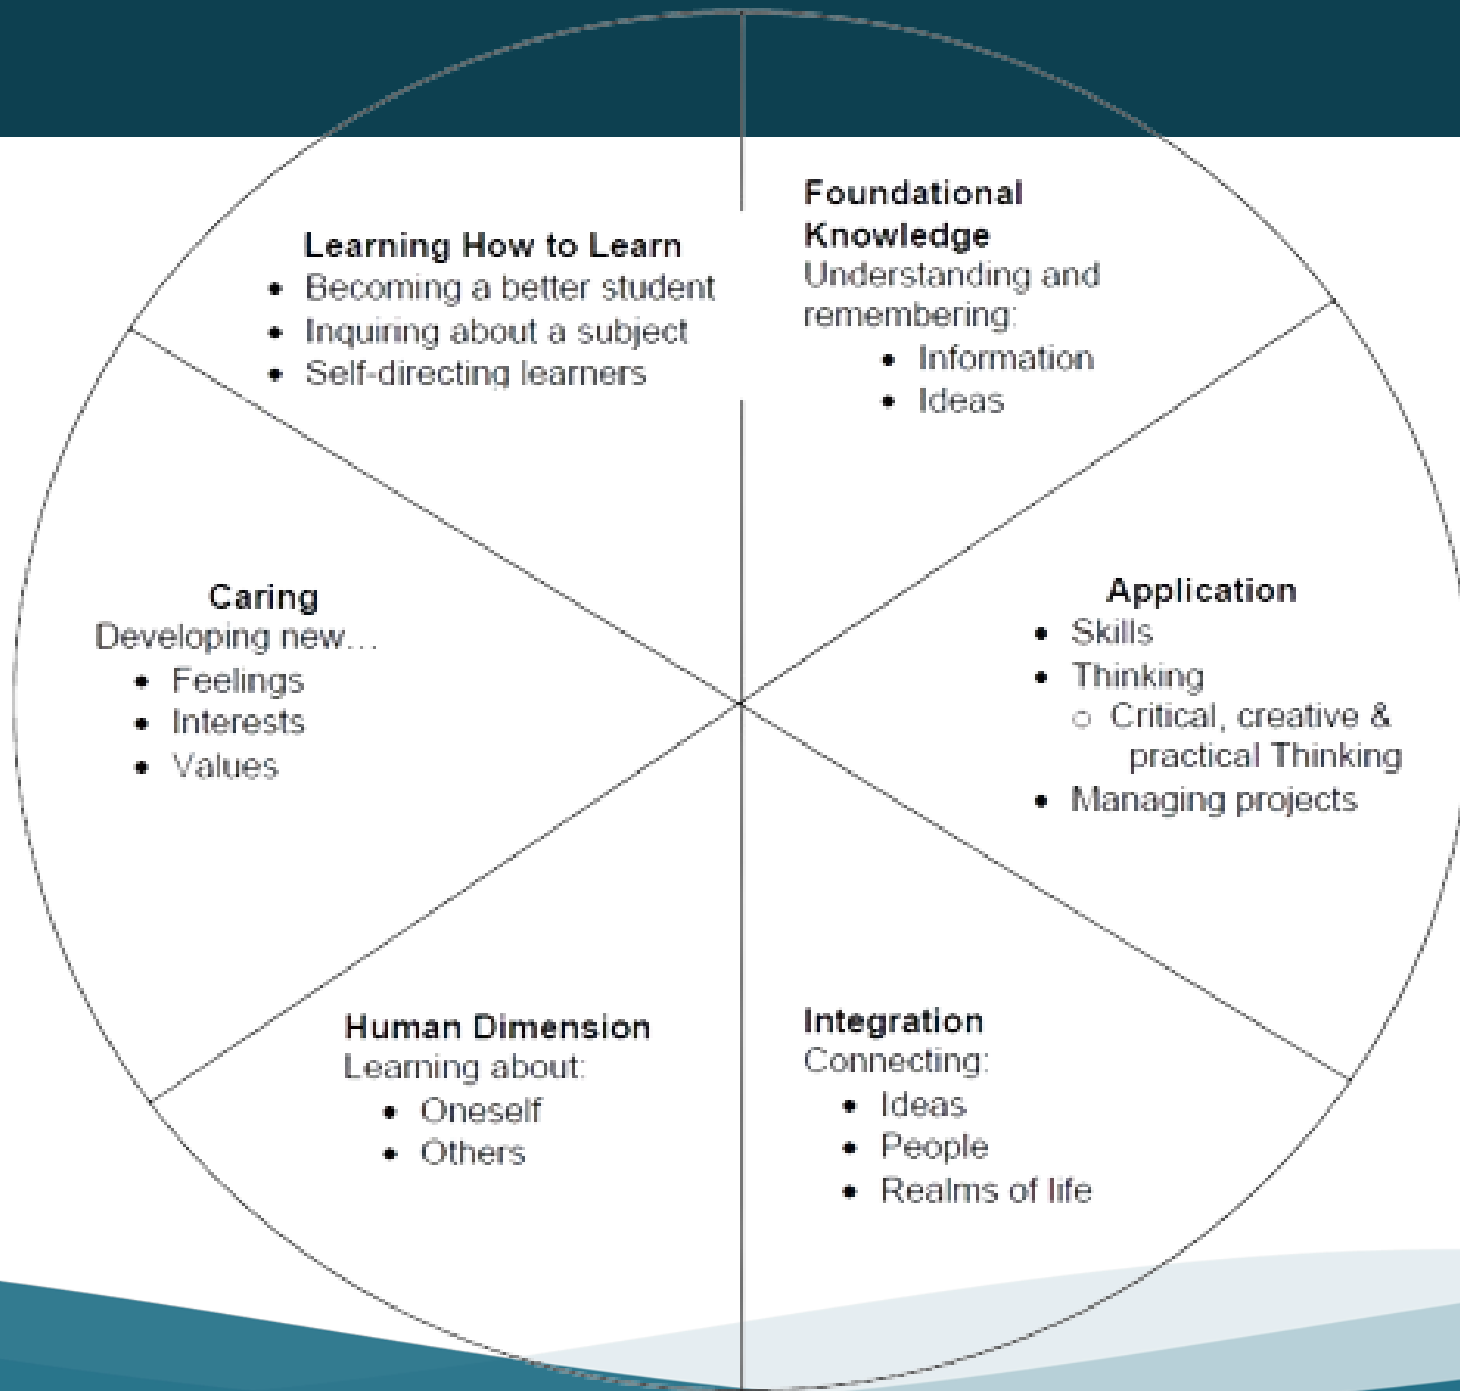 Learning How to Learn
• Becoming a better student
• Inquiring about a subject
• Self-directing learners
Foundational
Knowledge
Understanding and
remembering:
• Information
• Ideas
Application
• Skills
• Thinking
○ Critical, creative &
practical Thinking
• Managing projects
Integration
Connecting:
• Ideas
• People
• Realms of life
Human Dimension
Learning about:
• Oneself
• Others
Caring
Developing new...
• Feelings
• Interests
• Values